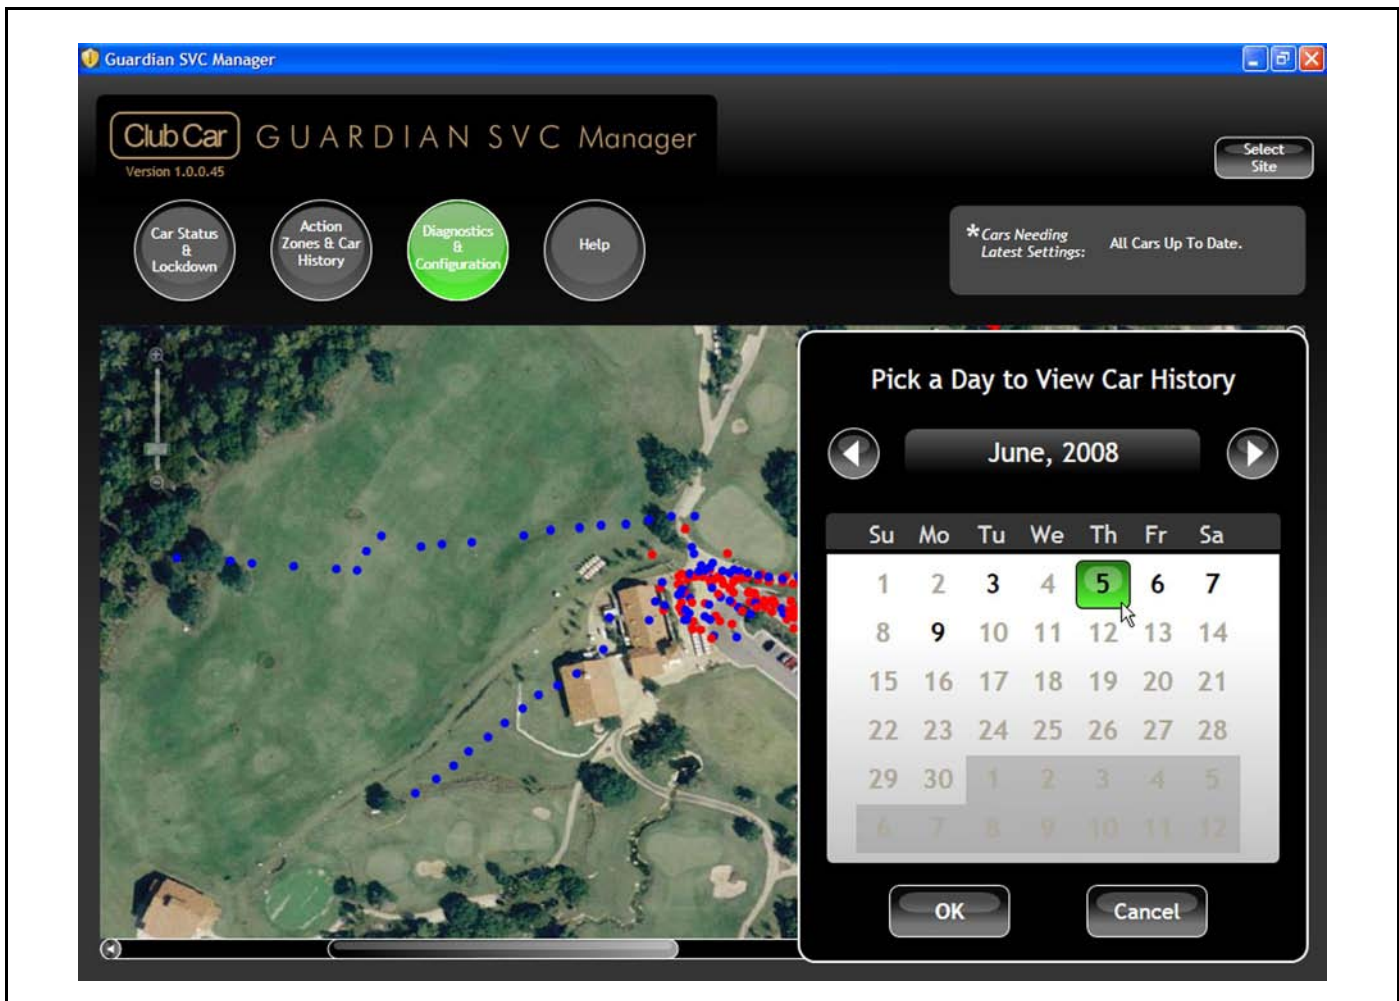 Guardian SVC Manager
Club Car GUARDIAN SVC Manager
Version 1.0.0.45
Select
Site
Car Status
&
Lockdown
Action
Zones & Car
History
Diagnostics
&
Configuration
Help
*Cars Needing
Latest Settings:
All Cars Up To Date.
Pick a Day to View Car History
June, 2008
Su Mo Tu We Th Fr Sa
1 2 3 4 5 6 7
8 9 10 11 12 13 14
15 16 17 18 19 20 21
22 23 24 25 26 27 28
29 30 1 2 3 4 5
6 7 8 9 10 11 12
OK
Cancel